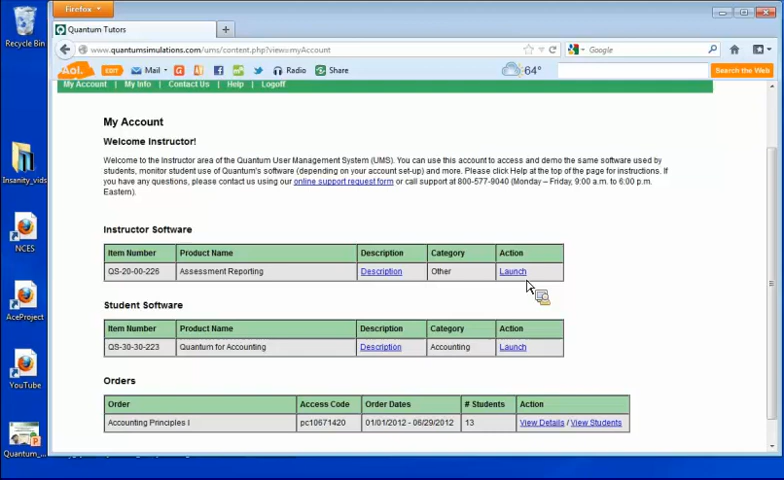 Firefox
Recycle Bin
Quantum Tutors
www.quantumsimulations.com/ums/content.php?view=myAccount
Google
Aol. EDIT Mail Radio Share 64° Search the Web
My Account | My Info | Contact Us | Help | Logoff
My Account
Welcome Instructor!
Welcome to the Instructor area of the Quantum User Management System (UMS). You can use this account to access and demo the same software used by
students, monitor student use of Quantum's software (depending on your account set-up) and more. Please click Help at the top of the page for instructions. If
you have any questions, please contact us using our online support request form or call support at 800-577-9040 (Monday – Friday, 9:00 a.m. to 6:00 p.m.
Eastern).
Insanity_vids
Instructor Software
NCES
Item Number Product Name Description Category Action
QS-20-00-226 Assessment Reporting Description Other Launch
Student Software
AceProject
Item Number Product Name Description Category Action
QS-30-30-223 Quantum for Accounting Description Accounting Launch
YouTube
Orders
Order Access Code Order Dates # Students Action
Accounting Principles I pc10671420 01/01/2012 - 06/29/2012 13 View Details / View Students
Quantum_...